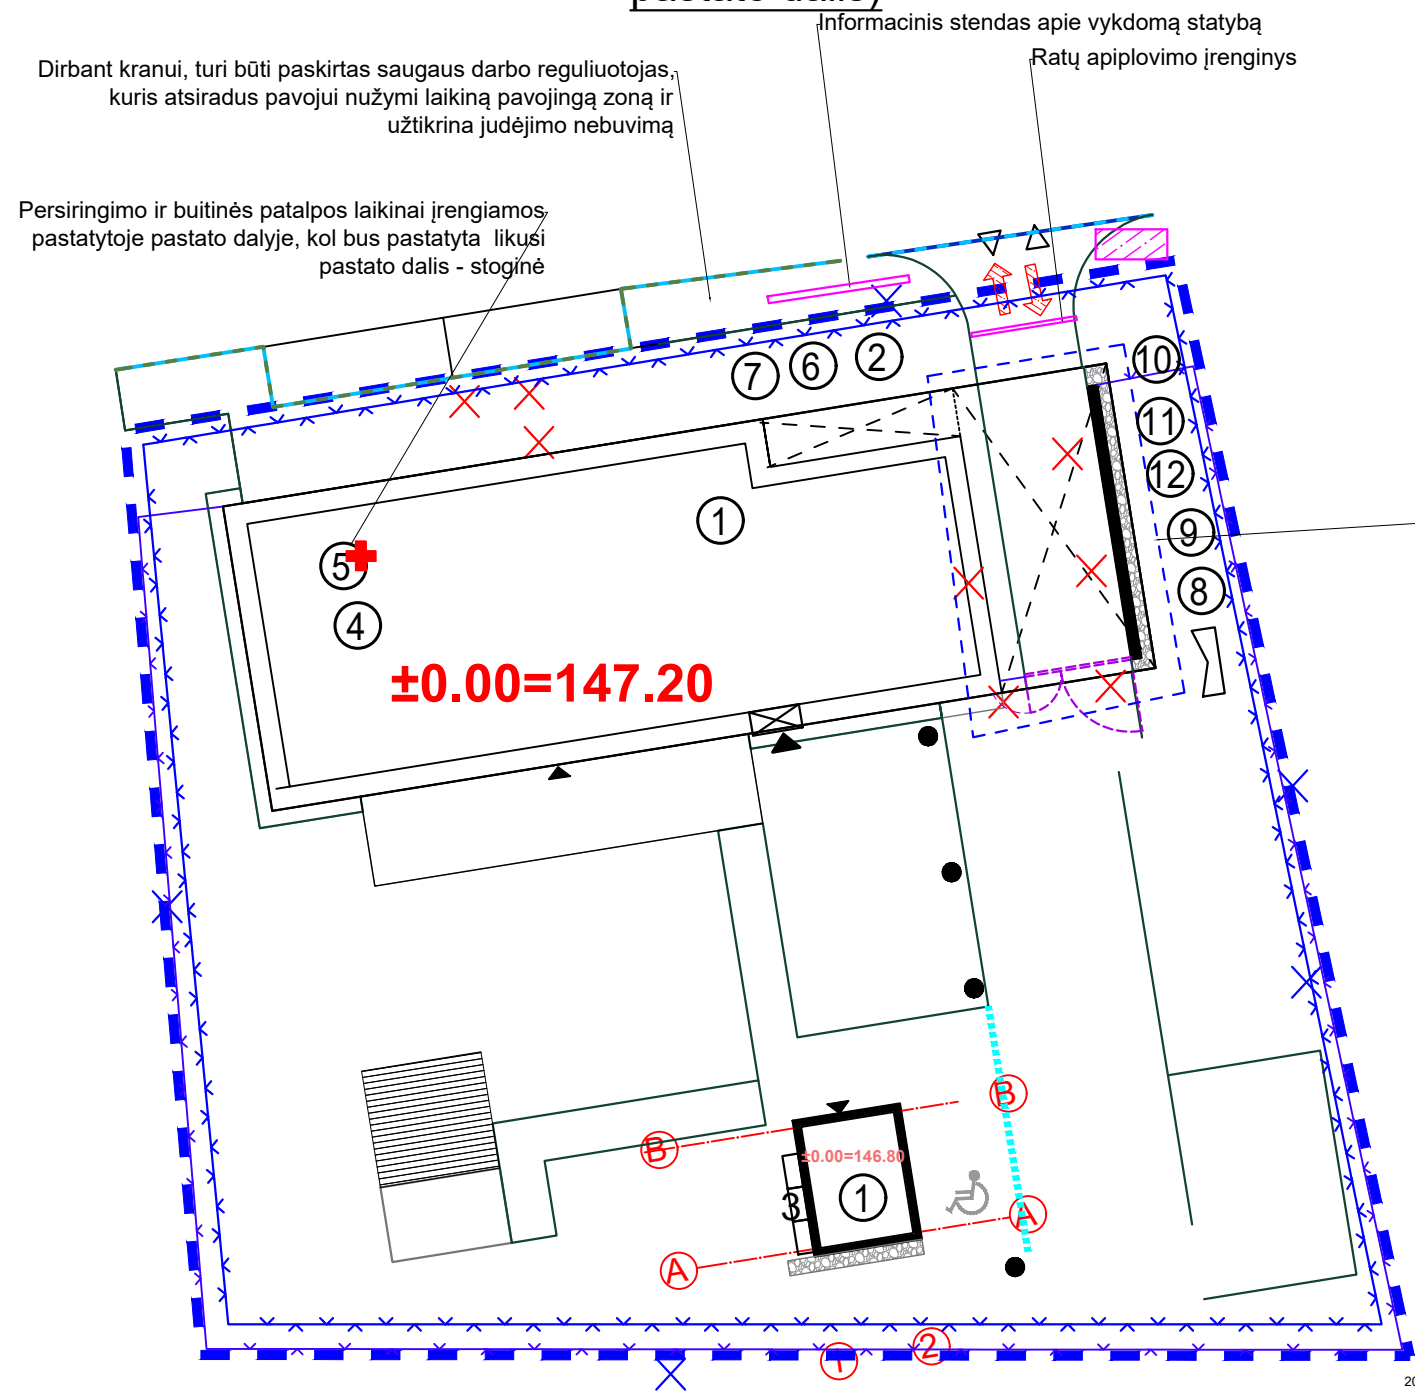 Informacinis stendas apie vykdomą statybą
Ratų apiplovimo įrenginys
Dirbant kranui, turi būti paskirtas saugaus darbo reguliuotojas,
kuris atsiradus pavojui nužymi laikiną pavojingą zoną ir
užtikrina judėjimo nebuvimą
Persiringimo ir buitinės patalpos laikinai įrengiamos
pastatytoje pastato dalyje, kol bus pastatyta likusi
pastato dalis - stoginė
7
6
2
10
11
12
9
8
1
5
4
±0.00=147.20
B
B
±0.00=146.80
3
1
A
A
1
2
20